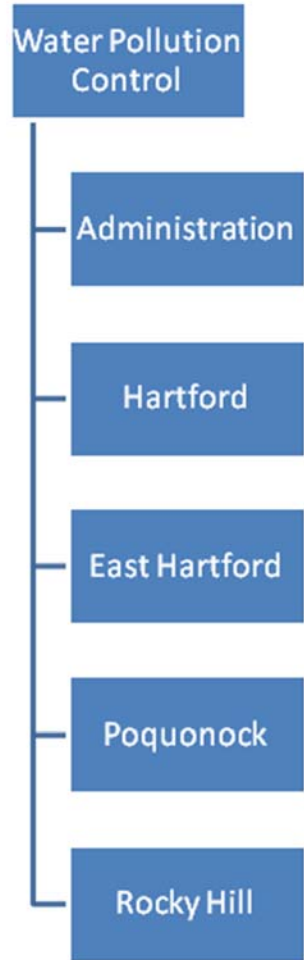 Water Pollution
Control
Administration
Hartford
East Hartford
Poquonock
Rocky Hill